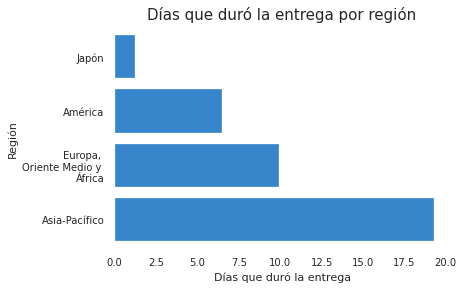 Días que duró la entrega por región
Región
Japón
América
Europa,
Oriente Medio y
África
Asia-Pacífico
0.0 2.5 5.0 7.5 10.0 12.5 15.0 17.5 20.0
Días que duró la entrega